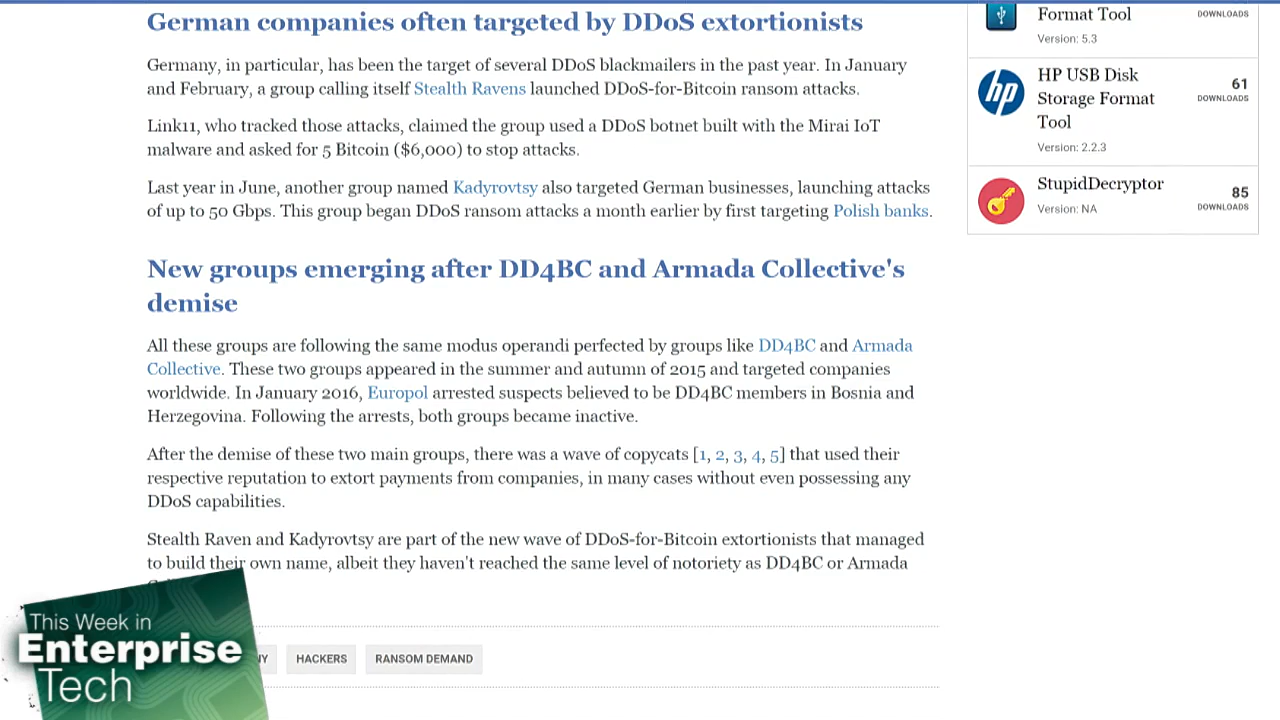 German companies often targeted by DDoS extortionists
Germany, in particular, has been the target of several DDoS blackmailers in the past year. In January
and February, a group calling itself Stealth Ravens launched DDoS-for-Bitcoin ransom attacks.
Link11, who tracked those attacks, claimed the group used a DDoS botnet built with the Mirai IoT
malware and asked for 5 Bitcoin ($6,000) to stop attacks.
Last year in June, another group named Kadyrovtsy also targeted German businesses, launching attacks
of up to 50 Gbps. This group began DDoS ransom attacks a month earlier by first targeting Polish banks.
New groups emerging after DD4BC and Armada Collective's
demise
All these groups are following the same modus operandi perfected by groups like DD4BC and Armada
Collective. These two groups appeared in the summer and autumn of 2015 and targeted companies
worldwide. In January 2016, Europol arrested suspects believed to be DD4BC members in Bosnia and
Herzegovina. Following the arrests, both groups became inactive.
After the demise of these two main groups, there was a wave of copycats [1, 2, 3, 4, 5] that used their
respective reputation to extort payments from companies, in many cases without even possessing any
DDoS capabilities.
Stealth Raven and Kadyrovtsy are part of the new wave of DDoS-for-Bitcoin extortionists that managed
to build their own name, albeit they haven't reached the same level of notoriety as DD4BC or Armada
NY
HACKERS
RANSOM DEMAND
This Week in
Enterprise
Tech
Format Tool
DOWNLOADS
Version: 5.3
hp
HP USB Disk
Storage Format
Tool
61
DOWNLOADS
Version: 2.2.3
StupidDecryptor
85
DOWNLOADS
Version: NA